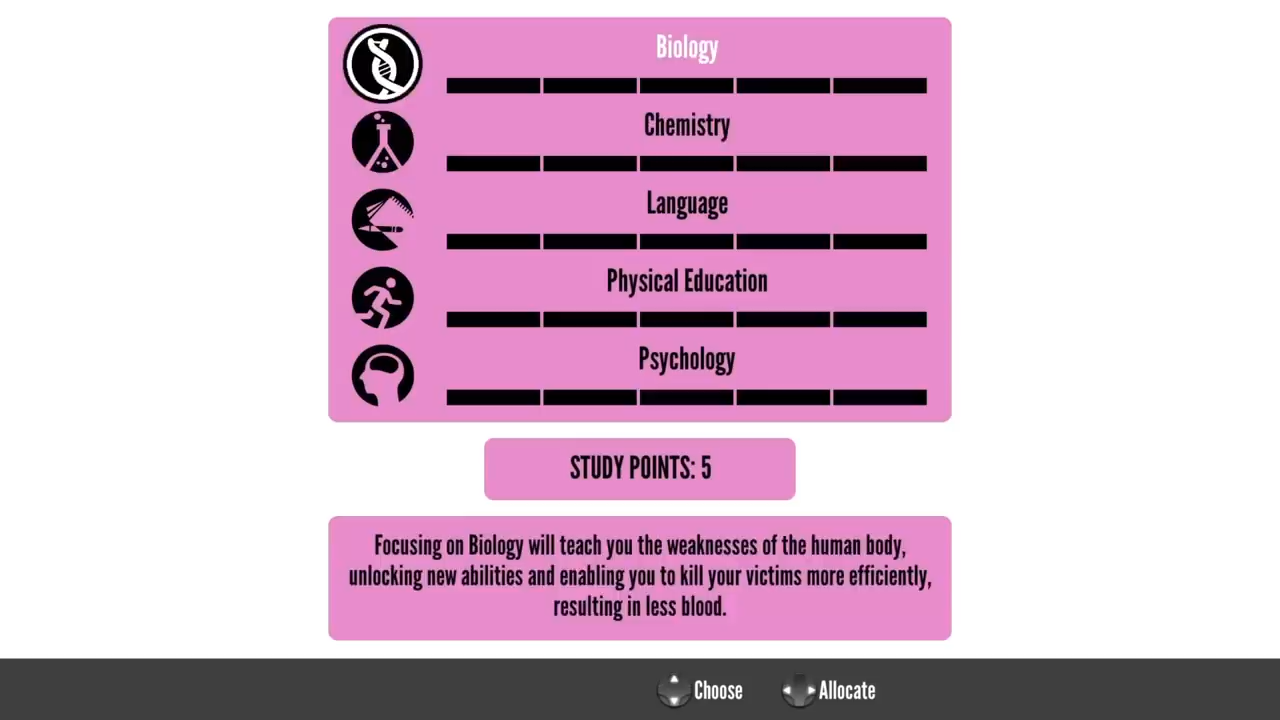 Biology
Chemistry
Language
Physical Education
Psychology
STUDY POINTS: 5
Focusing on Biology will teach you the weaknesses of the human body,
unlocking new abilities and enabling you to kill your victims more efficiently,
resulting in less blood.
Choose
Allocate